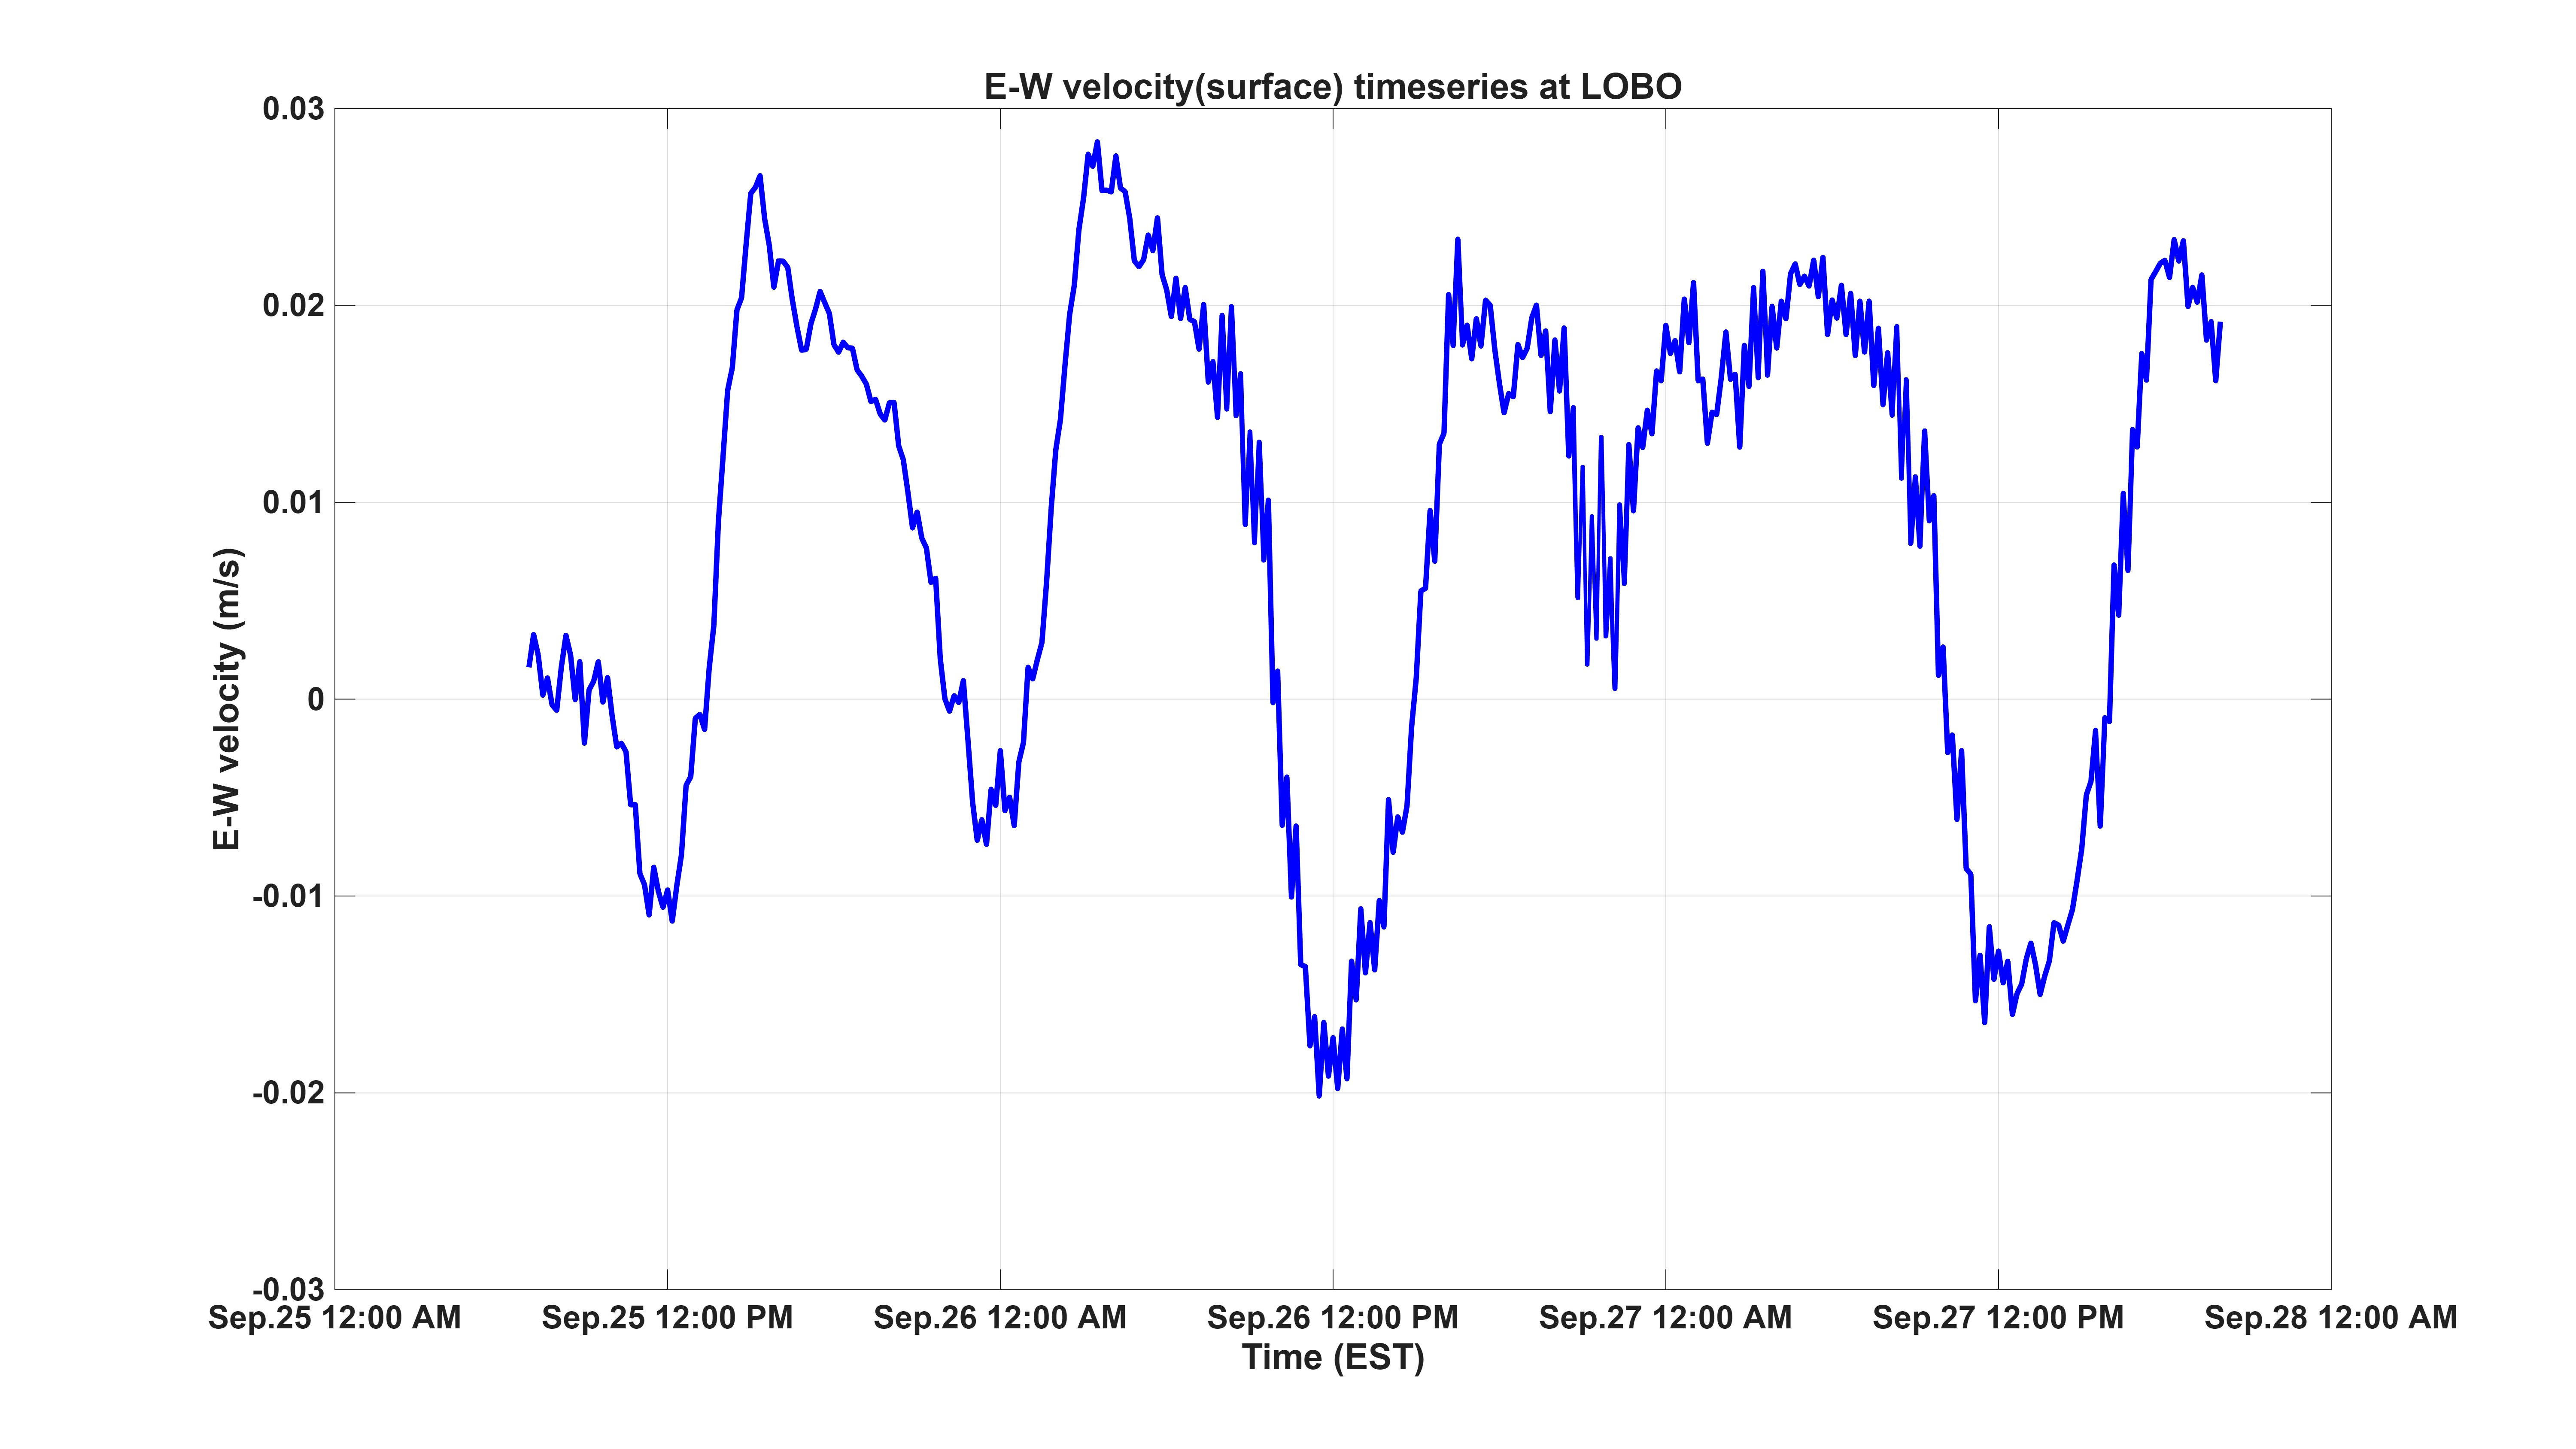 E-W velocity(surface) timeseries at LOBO
0.03
0.02
0.01
0
-0.01
-0.02
-0.03
E-W velocity (m/s)
Sep.25 12:00 AM Sep.25 12:00 PM Sep.26 12:00 AM Sep.26 12:00 PM Sep.27 12:00 AM Sep.27 12:00 PM Sep.28 12:00 AM
Time (EST)